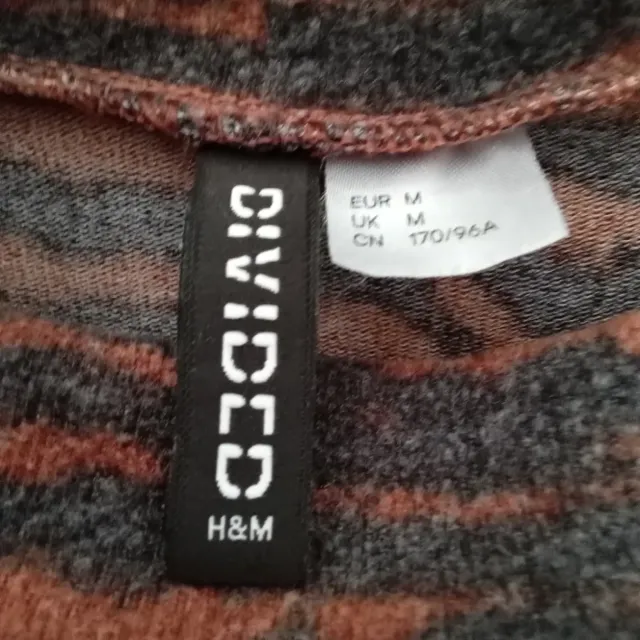 DIVIDED
H&M
EUR M
UK M
CN 170/96A